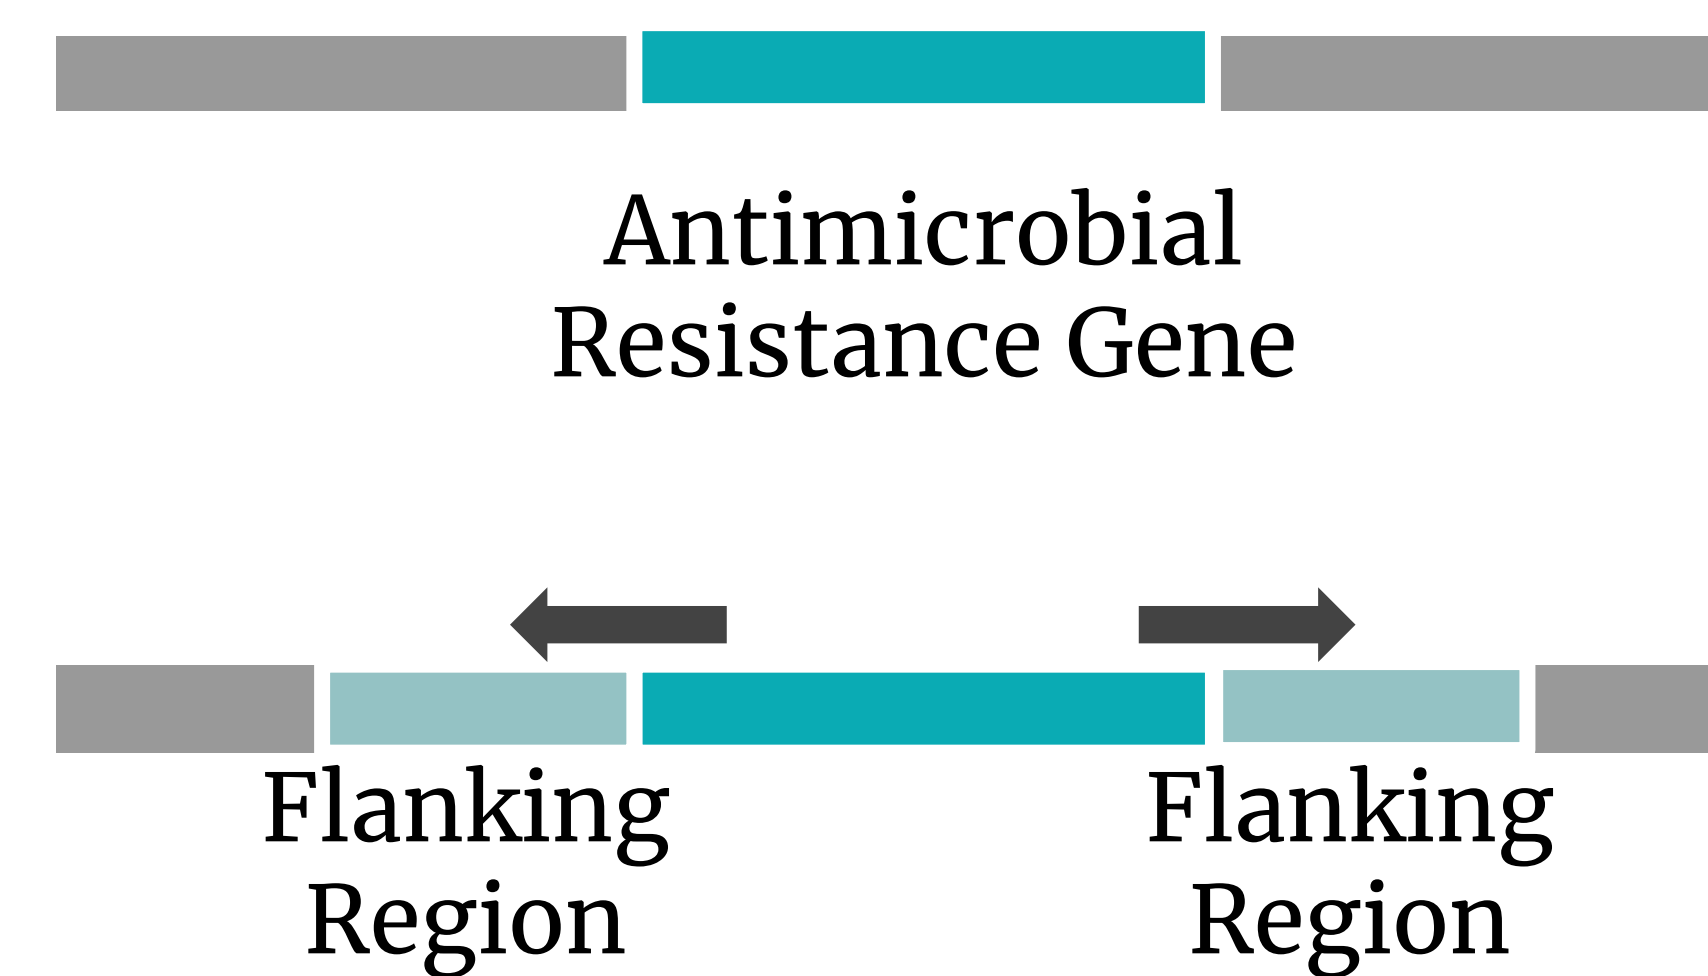 Antimicrobial
Resistance Gene
Flanking
Region
Flanking
Region